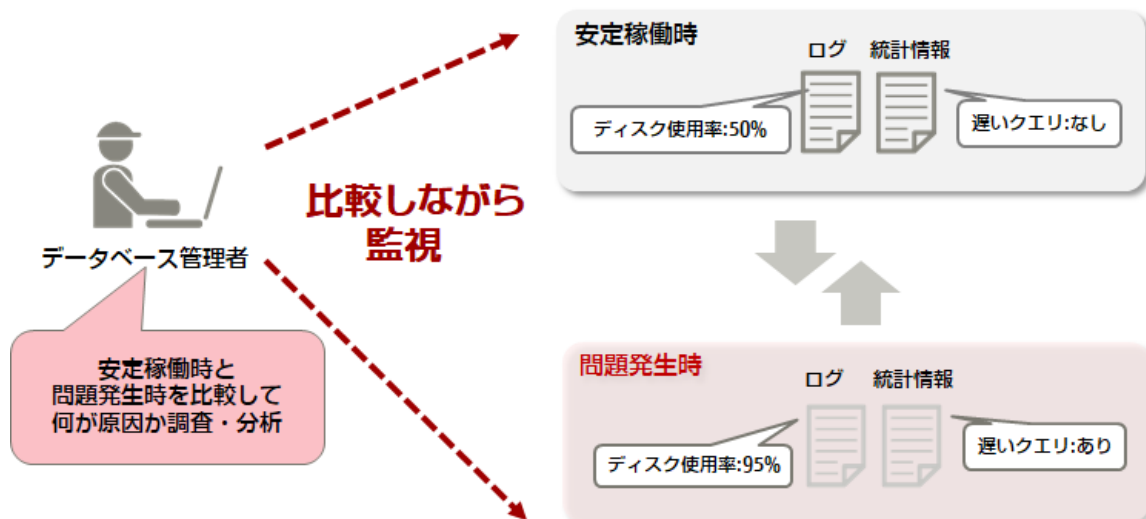 安定稼働時
ログ 統計情報
ディスク使用率:50%
遅いクエリ:なし
比較しながら
監視
データベース管理者
安定稼働時と
問題発生時を比較して
何が原因か調査・分析
問題発生時
ログ 統計情報
ディスク使用率:95%
遅いクエリ:あり